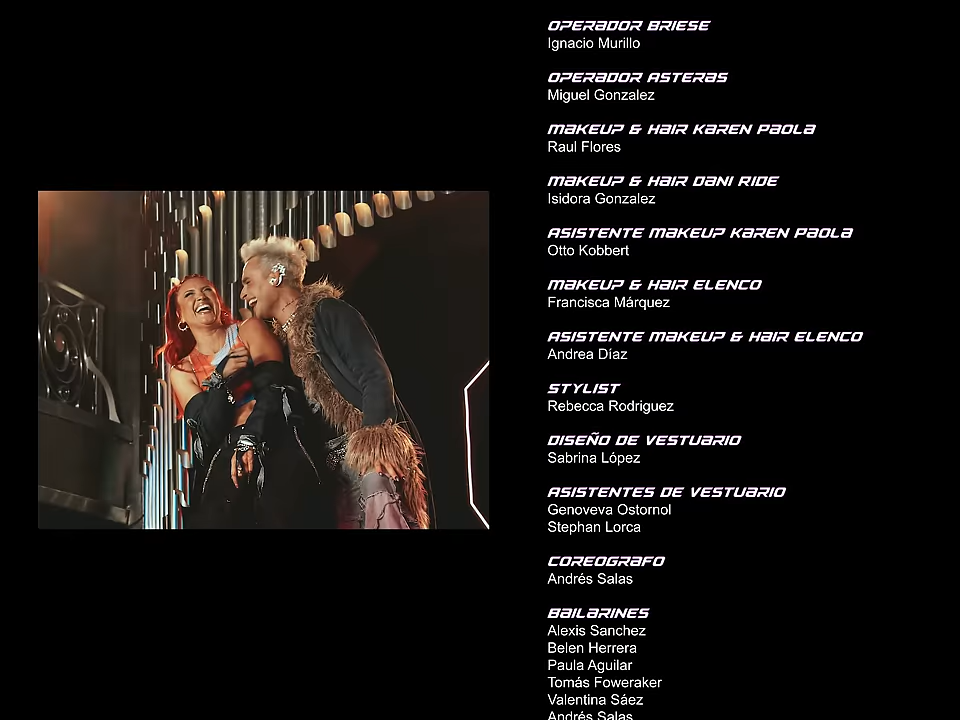 OPERADOR BRIESE
Ignacio Murillo
OPERADOR ASTERAS
Miguel Gonzalez
MAKEUP & HAIR KAREN PAOLA
Raul Flores
MAKEUP & HAIR DANI RIDE
Isidora Gonzalez
ASISTENTE MAKEUP KAREN PAOLA
Otto Kobbert
MAKEUP & HAIR ELENCO
Francisca Márquez
ASISTENTE MAKEUP & HAIR ELENCO
Andrea Díaz
STYLIST
Rebecca Rodriguez
DISEÑO DE VESTUARIO
Sabrina López
ASISTENTES DE VESTUARIO
Genoveva Ostornol
Stephan Lorca
COREOGRAFO
Andrés Salas
BAILARINES
Alexis Sanchez
Belen Herrera
Paula Aguilar
Tomás Foweraker
Valentina Sáez
Andrés Salas